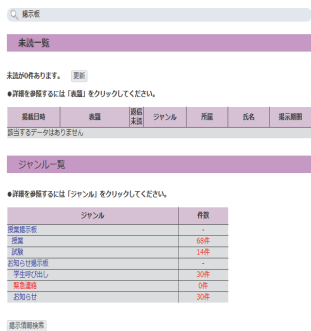 掲示板
未読一覧
未読が0件あります。 更新
●詳細を参照するには「表題」をクリックしてください。
掲載日時 表題 返信未読 ジャンル 所属 氏名 掲示期間
該当するデータはありません
ジャンル一覧
●詳細を参照するには「ジャンル」をクリックしてください。
ジャンル 件数
授業掲示板 -
授業 68件
試験 14件
お知らせ掲示板 -
学生呼び出し 30件
緊急連絡 0件
お知らせ 30件
掲示情報検索